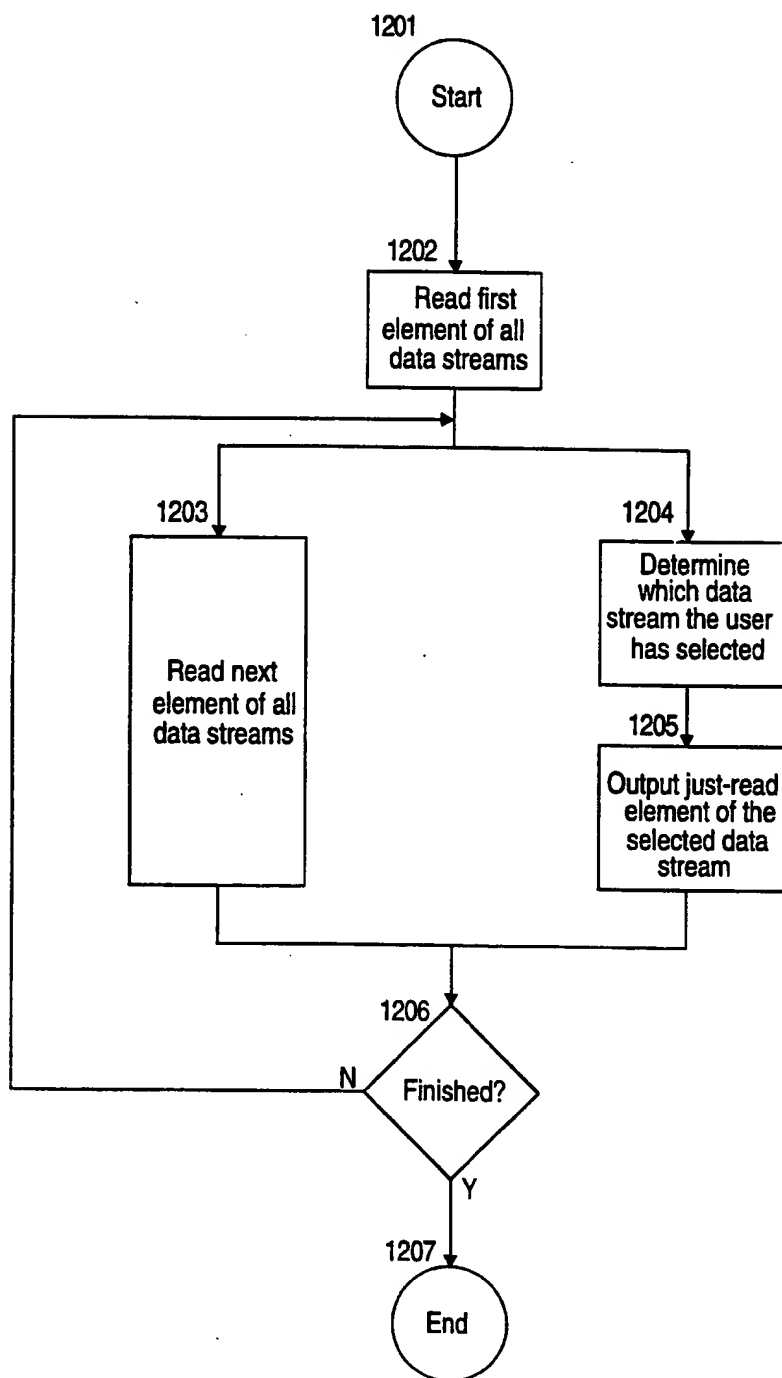 1201
Start
1202
Read first
element of all
data streams
1203
Read next
element of all
data streams
1204
Determine
which data
stream the user
has selected
1205
Output just-read
element of the
selected data
stream
1206
Finished?
N
Y
1207
End